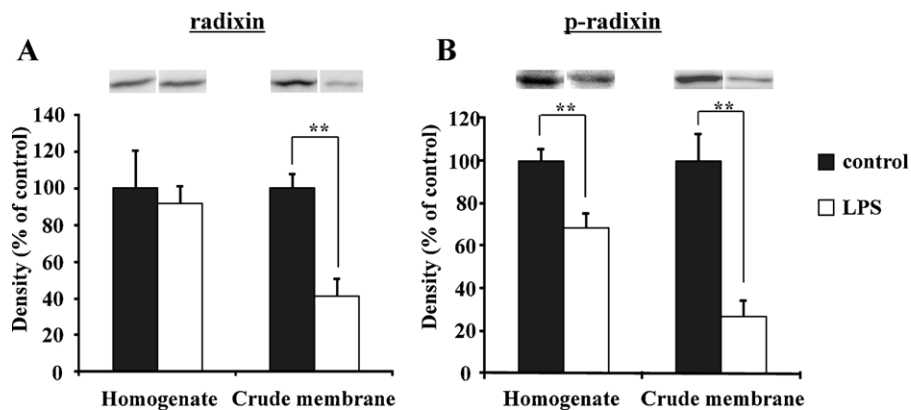 radixin
p-radixin
A
B
**
**
**
Density (% of control)
140
120
100
80
60
40
20
0
Homogenate
Crude membrane
Density (% of control)
120
100
80
60
40
20
0
Homogenate
Crude membrane
control
LPS